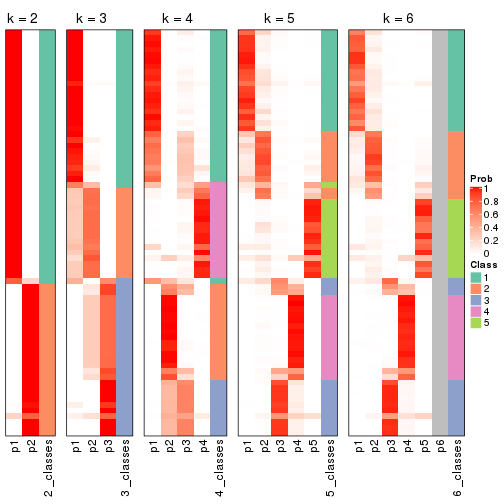 k = 2
k = 3
k = 4
k = 5
k = 6
p1
p2
2_classes
p1
p2
p3
3_classes
p1
p2
p3
p4
4_classes
p1
p2
p3
p4
p5
5_classes
p1
p2
p3
p4
p5
p6
6_classes
Prob
1
0.8
0.6
0.4
0.2
0
Class
1
2
3
4
5